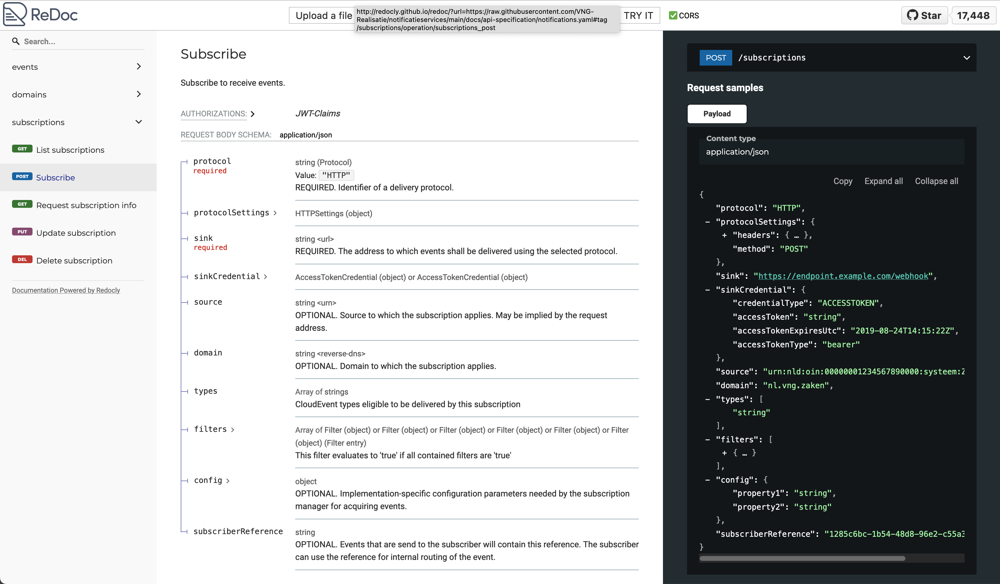 ReDoc
Upload a file
http://redocly.github.io/redoc/?url=https://raw.githubusercontent.com/VNG-
Realisatie/notificatieservices/main/docs/api-specification/notifications.yaml#tag
/subscriptions/operation/subscriptions_post
TRY IT
CORS
Star
17,448
Search...
events
domains
subscriptions
GET List subscriptions
POST Subscribe
GET Request subscription info
PUT Update subscription
DEL Delete subscription
Documentation Powered by Redocly
Subscribe
Subscribe to receive events.
AUTHORIZATIONS: JWT-Claims
REQUEST BODY SCHEMA: application/json
protocol
required
string (Protocol)
Value: "HTTP"
REQUIRED. Identifier of a delivery protocol.
protocolSettings
HTTPSettings (object)
sink
required
string <url>
REQUIRED. The address to which events shall be delivered using the selected protocol.
sinkCredential
AccessTokenCredential (object) or AccessTokenCredential (object)
source
string <urn>
OPTIONAL. Source to which the subscription applies. May be implied by the request
address.
domain
string <reverse-dns>
OPTIONAL. Domain to which the subscription applies.
types
Array of strings
CloudEvent types eligible to be delivered by this subscription
filters
Array of Filter (object) or Filter (object) or Filter (object) or Filter (object) or Filter (object) or Filter
(object) (Filter entry)
This filter evaluates to 'true' if all contained filters are 'true'
config
object
OPTIONAL. Implementation-specific configuration parameters needed by the subscription
manager for acquiring events.
subscriberReference
string
OPTIONAL. Events that are send to the subscriber will contain this reference. The subscriber
can use the reference for internal routing of the event.
POST /subscriptions
Request samples
Payload
Content type
application/json
Copy Expand all Collapse all
{
"protocol": "HTTP",
- "protocolSettings": {
+ "headers": { … },
"method": "POST"
},
"sink": "https://endpoint.example.com/webhook",
- "sinkCredential": {
"credentialType": "ACCESSTOKEN",
"accessToken": "string",
"accessTokenExpiresUtc": "2019-08-24T14:15:22Z",
"accessTokenType": "bearer"
},
"source": "urn:nld:oin:00000001234567890000:systeem:Z
"domain": "nl.vng.zaken",
- "types": [
"string"
],
- "filters": [
+ { … }
],
- "config": {
"property1": "string",
"property2": "string"
},
"subscriberReference": "1285c6bc-1b54-48d8-96e2-c55a3
}